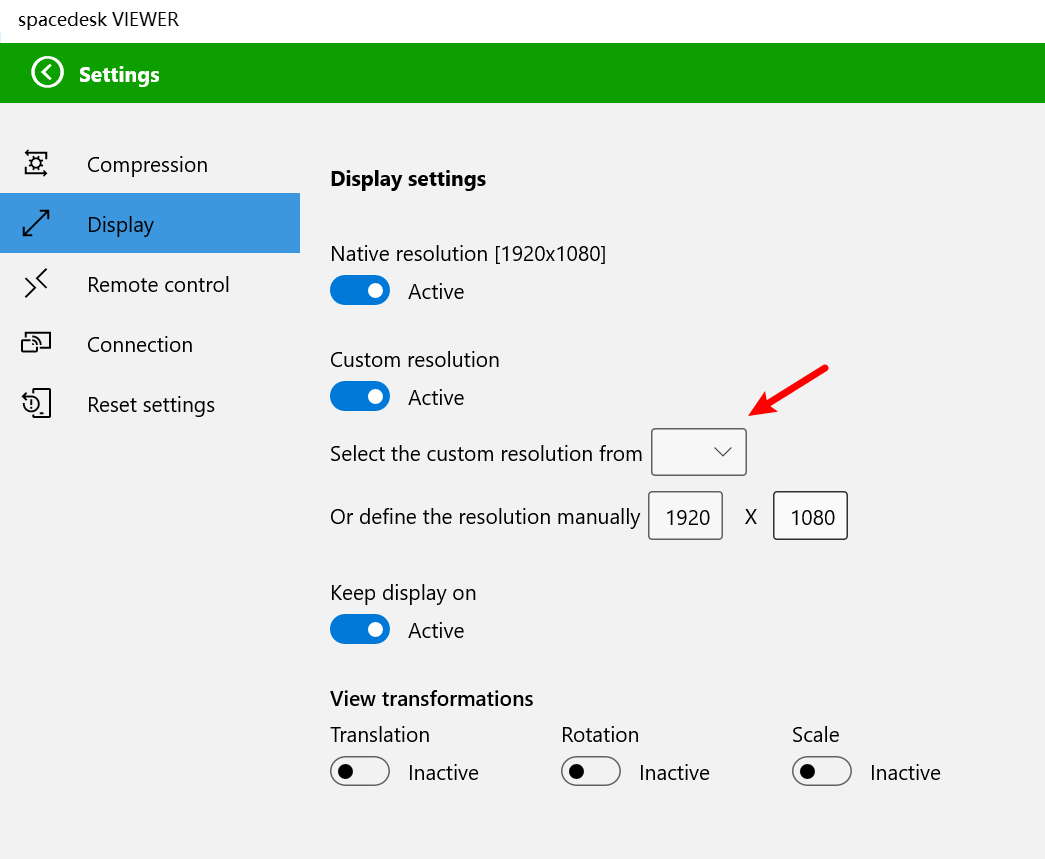 spacedesk VIEWER
Settings
Compression
Display
Remote control
Connection
Reset settings
Display settings
Native resolution [1920x1080]
Active
Custom resolution
Active
Select the custom resolution from
Or define the resolution manually 1920 X 1080
Keep display on
Active
View transformations
Translation Rotation Scale
Inactive Inactive Inactive